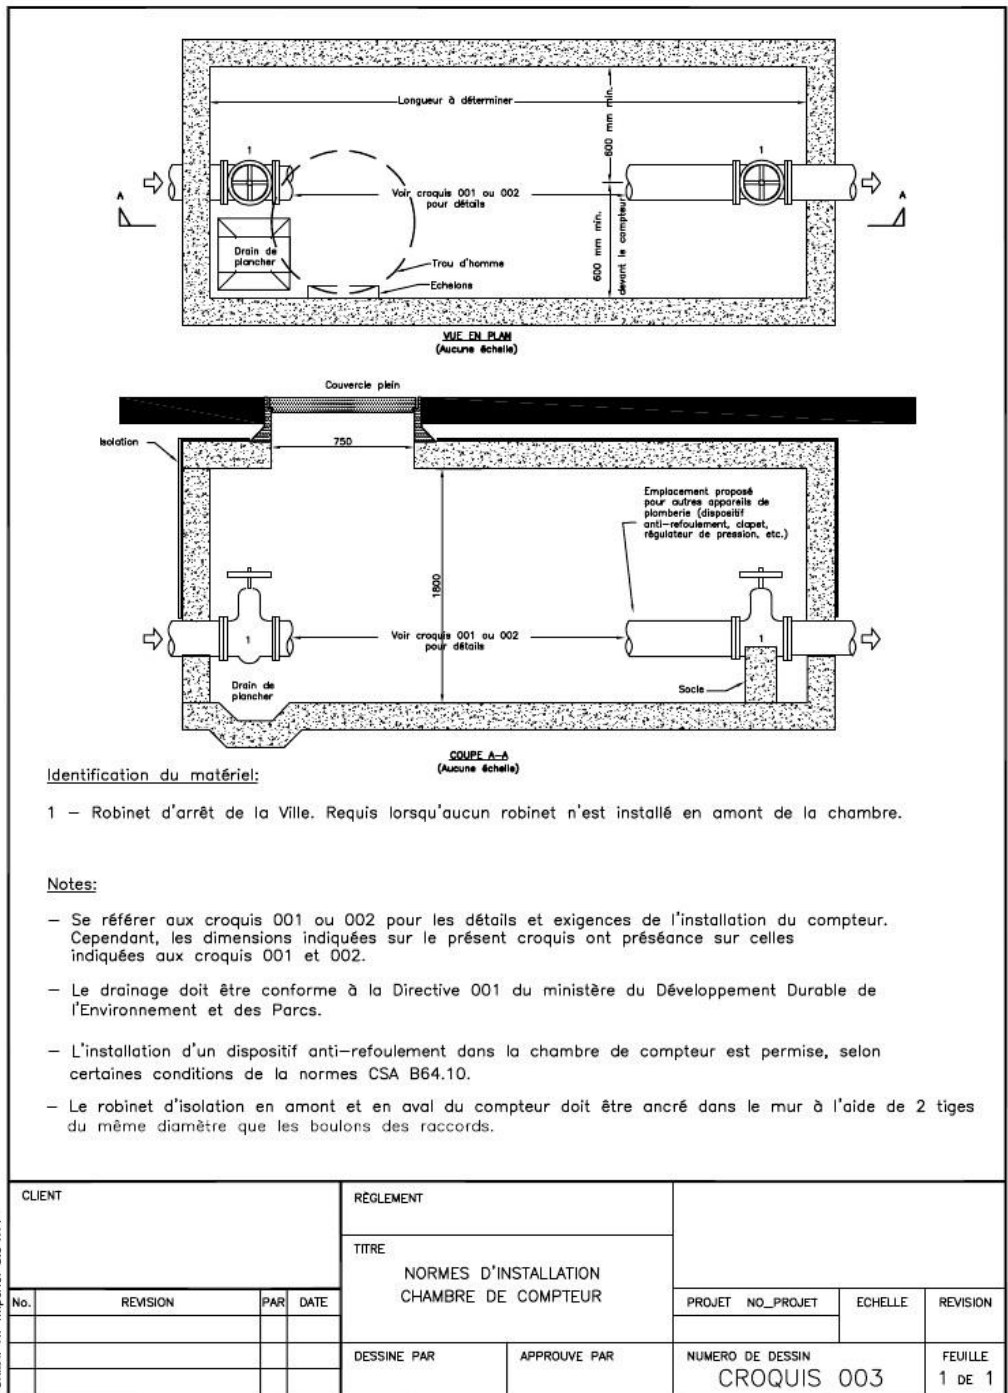 Longueur à déterminer
600 mm min.
1
1
A
A
Voir croquis 001 ou 002
pour détails
600 mm min.
devant le compteur
Drain de
plancher
Trou d'homme
Echelons
VUE EN PLAN
(Aucune échelle)
Couvercle plein
Isolation
750
Emplacement proposé
pour autres appareils de
plomberie (dispositif
anti-refoulement, clapet,
régulateur de pression, etc.)
1800
1
Voir croquis 001 ou 002
pour détails
1
Drain de
plancher
Socle
COUPE A-A
(Aucune échelle)
Identification du matériel:
1 – Robinet d'arrêt de la Ville. Requis lorsqu'aucun robinet n'est installé en amont de la chambre.
Notes:
– Se référer aux croquis 001 ou 002 pour les détails et exigences de l'installation du compteur.
Cependant, les dimensions indiquées sur le présent croquis ont préséance sur celles
indiquées aux croquis 001 et 002.
– Le drainage doit être conforme à la Directive 001 du ministère du Développement Durable de
l'Environnement et des Parcs.
– L'installation d'un dispositif anti-refoulement dans la chambre de compteur est permise, selon
certaines conditions de la normes CSA B64.10.
– Le robinet d'isolation en amont et en aval du compteur doit être ancré dans le mur à l'aide de 2 tiges
du même diamètre que les boulons des raccords.
CLIENT
RÈGLEMENT
TITRE
NORMES D'INSTALLATION
CHAMBRE DE COMPTEUR
No. REVISION PAR DATE
PROJET NO_PROJET ECHELLE REVISION
DESSINE PAR APPROUVE PAR
NUMERO DE DESSIN
CROQUIS 003
FEUILLE
1 DE 1